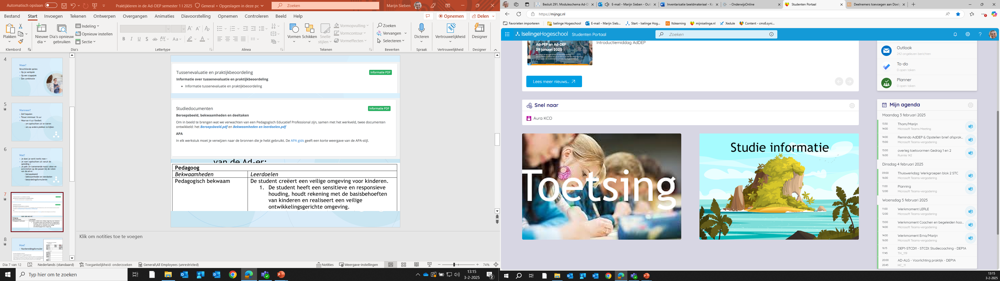 Automatisch opslaan
Praktijkleren in de Ad-DEP semester 1 I 2025
General • Opgeslagen in deze pc
Zoeken
Marijn Sieben
Bestand Start Invoegen Tekenen Ontwerpen Overgangen Animaties Diavoorstelling Opnemen Controleren Beeld Help
Opnemen
Delen
Plakken
Klembord
Nieuwe dia
Dia's opnieuw gebruiken
Indeling
Opnieuw instellen
Sectie
Dia's
Lettertype
Alinea
Vormen
Schikken
Snelle stijlen
Vormopvulling
Vormcontour
Vormeffecten
Tekenen
Zoeken
Vervangen
Selecteren
Bewerken
Dicteren
Spraak
Vertrouwelijkheid
Vertrouwelijkheid
Designer
Designer
4
Waar?
Verschillende opties:
Op je werkplek
Op een stageplek
Een combinatie
5
Wanneer?
Zelf bepalen
Totaal minimaal 16 uur
Waarvan 4 uur flexibel:
- om opdrachten uit te voeren
- om op andere plekken te kijken
6
Wat?
Je doet je werk/werkt mee +
Je voert opdrachten uit vanuit de
opleiding +
Je pakt (in toenemende mate) taken en
activiteiten op die passen bij de rollen
van de Ad-er:
- beroepsbeeld
- bekwaamheden en leerdoelen
- beoordelingsformulieren
7
8
Hoe?
Voorbereidingsformulier
Tussenevaluatie en praktijkbeoordeling
Informatie PDF
Informatie over tussenevaluatie en praktijkbeoordeling
• Informatie tussenevaluatie en praktijkbeoordeling
Studiedocumenten
Informatie PDF
Beroepsbeeld, bekwaamheden en deeltaken
Om in beeld te brengen wat we verwachten van een Pedagogisch Educatief Professional zijn, samen met het werkveld, twee documenten
ontwikkeld: het Beroepsbeeld.pdf en Bekwaamheden en leerdoelen.pdf
APA
In elk werkstuk moet je verwijzen naar de bronnen die je hebt gebruikt. De APA gids geeft een korte weergave van de APA-stijl.
van de Ad-er:
Pedagoog
Bekwaamheden Leerdoelen
Pedagogisch bekwaam De student creëert een veilige omgeving voor kinderen.
1. De student heeft een sensitieve en responsieve
houding, houdt rekening met de basisbehoeften
van kinderen en realiseert een veilige
ontwikkelingsgerichte omgeving.
Klik om notities toe te voegen
Dia 7 van 12
Nederlands (standaard)
Toegankelijkheid: onderzoeken
General\All Employees (unrestricted)
Notities
Weergave-instellingen
74%
Typ hier om te zoeken
13:15
3-2-2025
2
Besluit 291. Moduleschema Ad-D
E-mail - Marijn Sieben - Outl
Inventarisatie beeldmateriaal - Ko
- OnderwijsOnline
Studenten Portaal
Deelnemers toevoegen aan Doelg
https://mijngc.nl
Favorieten importeren
Iselinge Hogeschool
E-mail - Marijn Sieb...
Start - Iselinge Hog...
Itslearning
mijniselinge.nl
Xedule
Content - cms6.syni...
IselingeHogeschool Studenten Portaal
Zoeken
Ad-PEP en Ad-DEP
29 januari 2025
Introductiemiddag AdDEP
Lees meer nieuws...
Snel naar
Aura KCO
Toetsing
Studie informatie
Outlook
242 ongelezen berichten
To-do
0 open taken
Planner
0 open taken
Mijn agenda
Maandag 3 februari 2025
13:30 Thom/Marijn
14:00 Microsoft Teams Meeting
14:00 Remindo AdDEP & Opstellen brief afsprak...
15:00 Microsoft Teams-vergadering
15:00 overleg toetsvormen Gedrag 1 en 2
16:00 Ruimte 142
Dinsdag 4 februari 2025
09:00 Thuiswerkdag: Werkgroepen blok 2 STC
16:00 Microsoft Teams-vergadering
11:00 Planning
12:00 Microsoft Teams-vergadering
Woensdag 5 februari 2025
11:00 Werkmoment LERLE
12:00 Microsoft Teams-vergadering
13:00 Werkmoment Coachen en begeleiden hoo...
14:00 Microsoft Teams-vergadering
14:00 Werkmoment Erna/Marijn
16:00 Microsoft Teams-vergadering
16:15 DEP1-STCDI1 - STCDI: Studiecoaching - DEP1A
17:45 TH_119
20:00 AD-ALG - Voorlichting praktijk - DEP1A
20:45 HC_11
13:15
3-2-2025